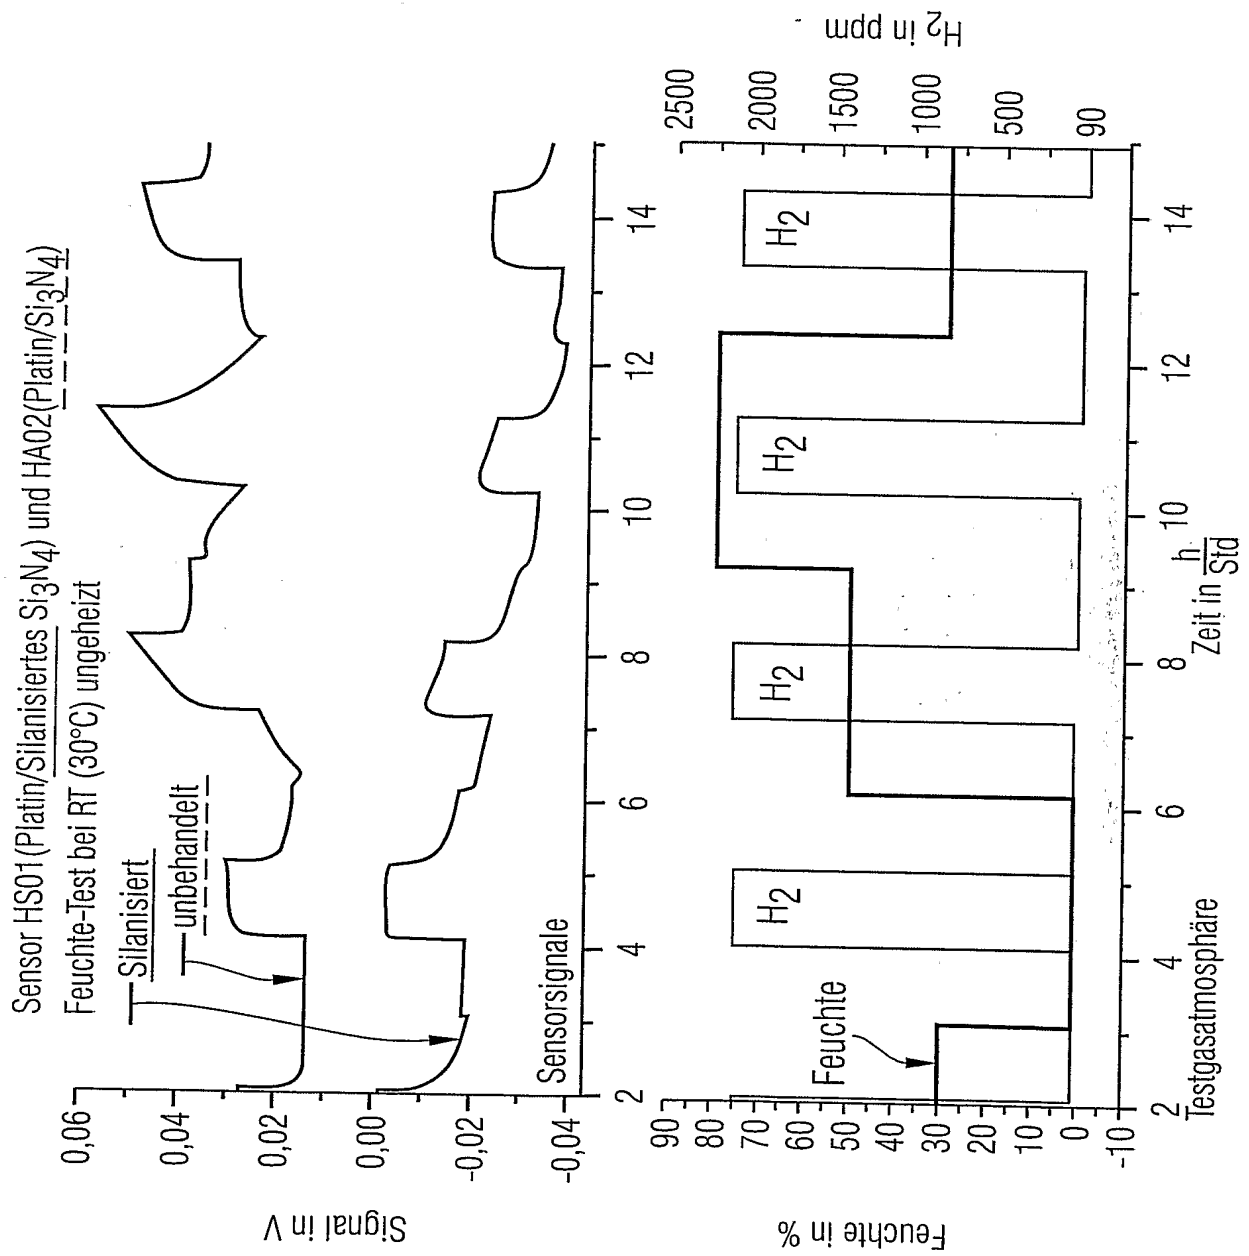 Sensor HS01(Platin/Silanisiertes Si3N4) und HA02(Platin/Si3N4)
Feuchte-Test bei RT (30°C) ungeheizt
Silanisiert
unbehandelt
Signal in V
0,06
0,04
0,02
0,00
-0,02
-0,04
Sensorsignale
2 4 6 8 10 12 14
Feuchte in %
90
80
70
60
50
40
30
20
10
0
-10
Feuchte
H2
H2
H2
H2
H2 in ppm
2500
2000
1500
1000
500
90
2 4 6 8 10 12 14
Testgasatmosphäre
Zeit in h/Std